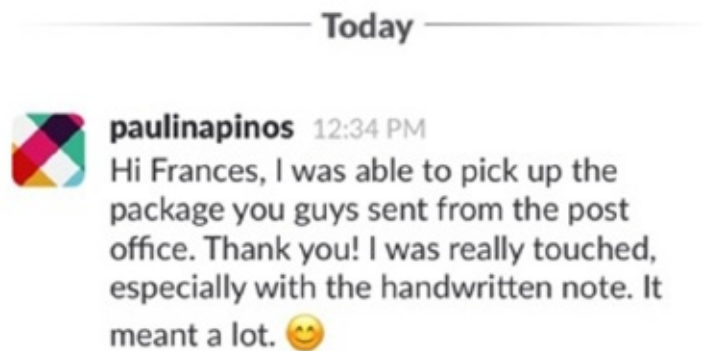 Today
paulinapinos 12:34 PM
Hi Frances, I was able to pick up the
package you guys sent from the post
office. Thank you! I was really touched,
especially with the handwritten note. It
meant a lot. 😊